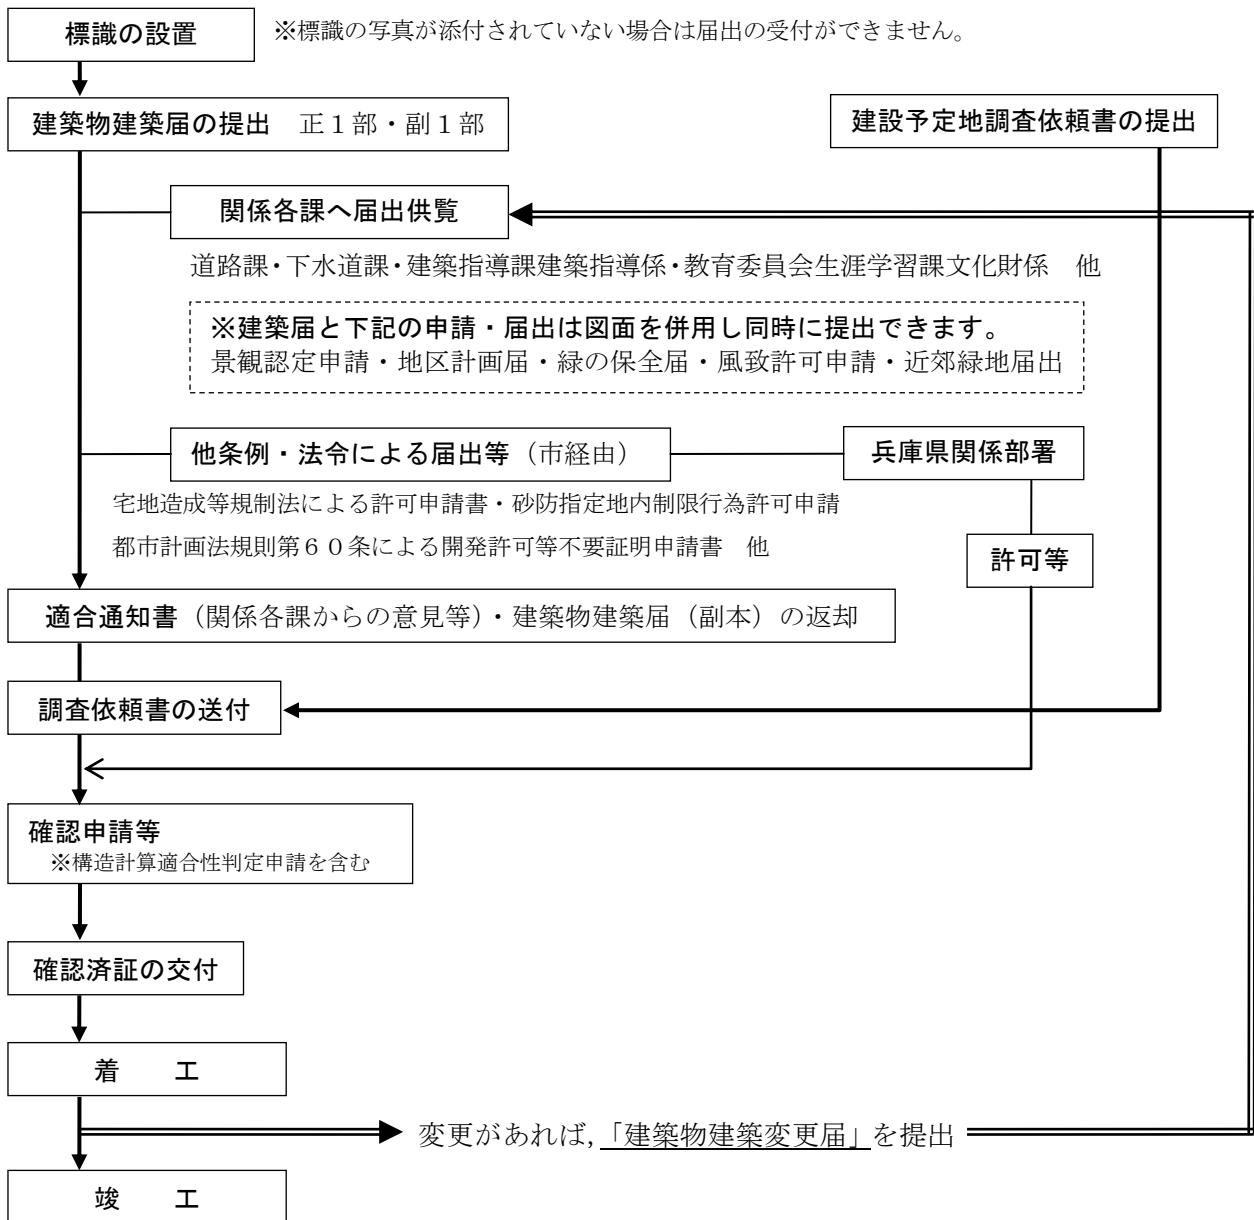 標識の設置
※標識の写真が添付されていない場合は届出の受付ができません。
建築物建築届の提出　正１部・副１部
建設予定地調査依頼書の提出
関係各課へ届出供覧
道路課・下水道課・建築指導課建築指導係・教育委員会生涯学習課文化財係　他
※建築届と下記の申請・届出は図面を併用し同時に提出できます。
景観認定申請・地区計画届・緑の保全届・風致許可申請・近郊緑地届出
他条例・法令による届出等（市経由）
兵庫県関係部署
宅地造成等規制法による許可申請書・砂防指定地内制限行為許可申請
都市計画法規則第６０条による開発許可等不要証明申請書　他
許可等
適合通知書（関係各課からの意見等）・建築物建築届（副本）の返却
調査依頼書の送付
確認申請等
※構造計算適合性判定申請を含む
確認済証の交付
着　　工
変更があれば,「建築物建築変更届」を提出
竣　　工